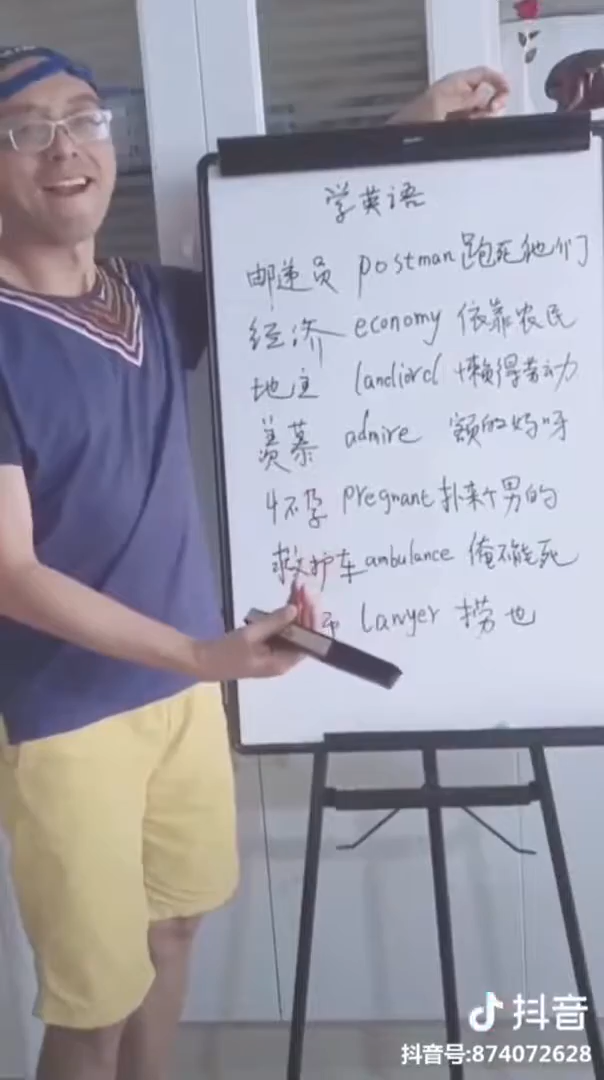 学英语
邮递员 postman 跑死他们
经济 economy 依靠农民
地主 landlord 懒得劳动
羡慕 admire 额的妈呀
怀孕 pregnant 扑来个男的
救护车 ambulance 俺不能死
师 lawyer 捞也
抖音
抖音号:874072628